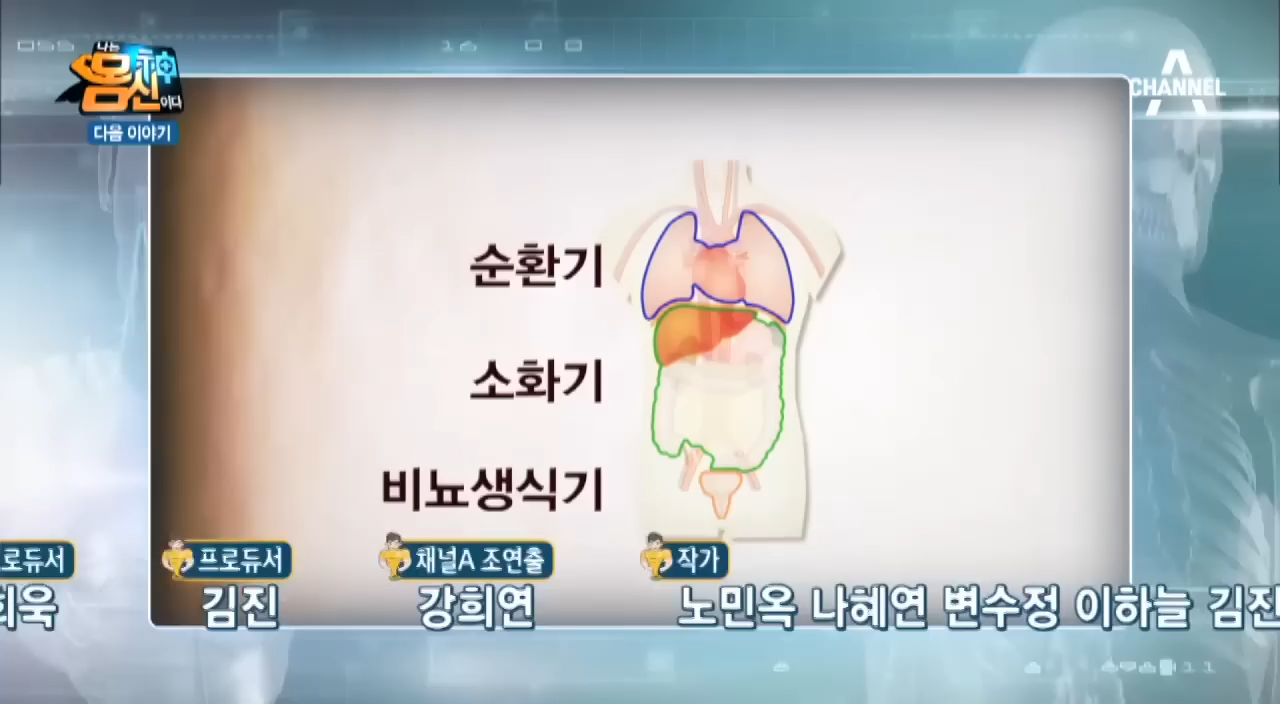 나는
몸神신이다
다음 이야기
CHANNEL A
순환기
소화기
비뇨생식기
로듀서
프로듀서
채널A 조연출
작가
희욱
김진
강희연
노민옥 나혜연 변수정 이하늘 김진